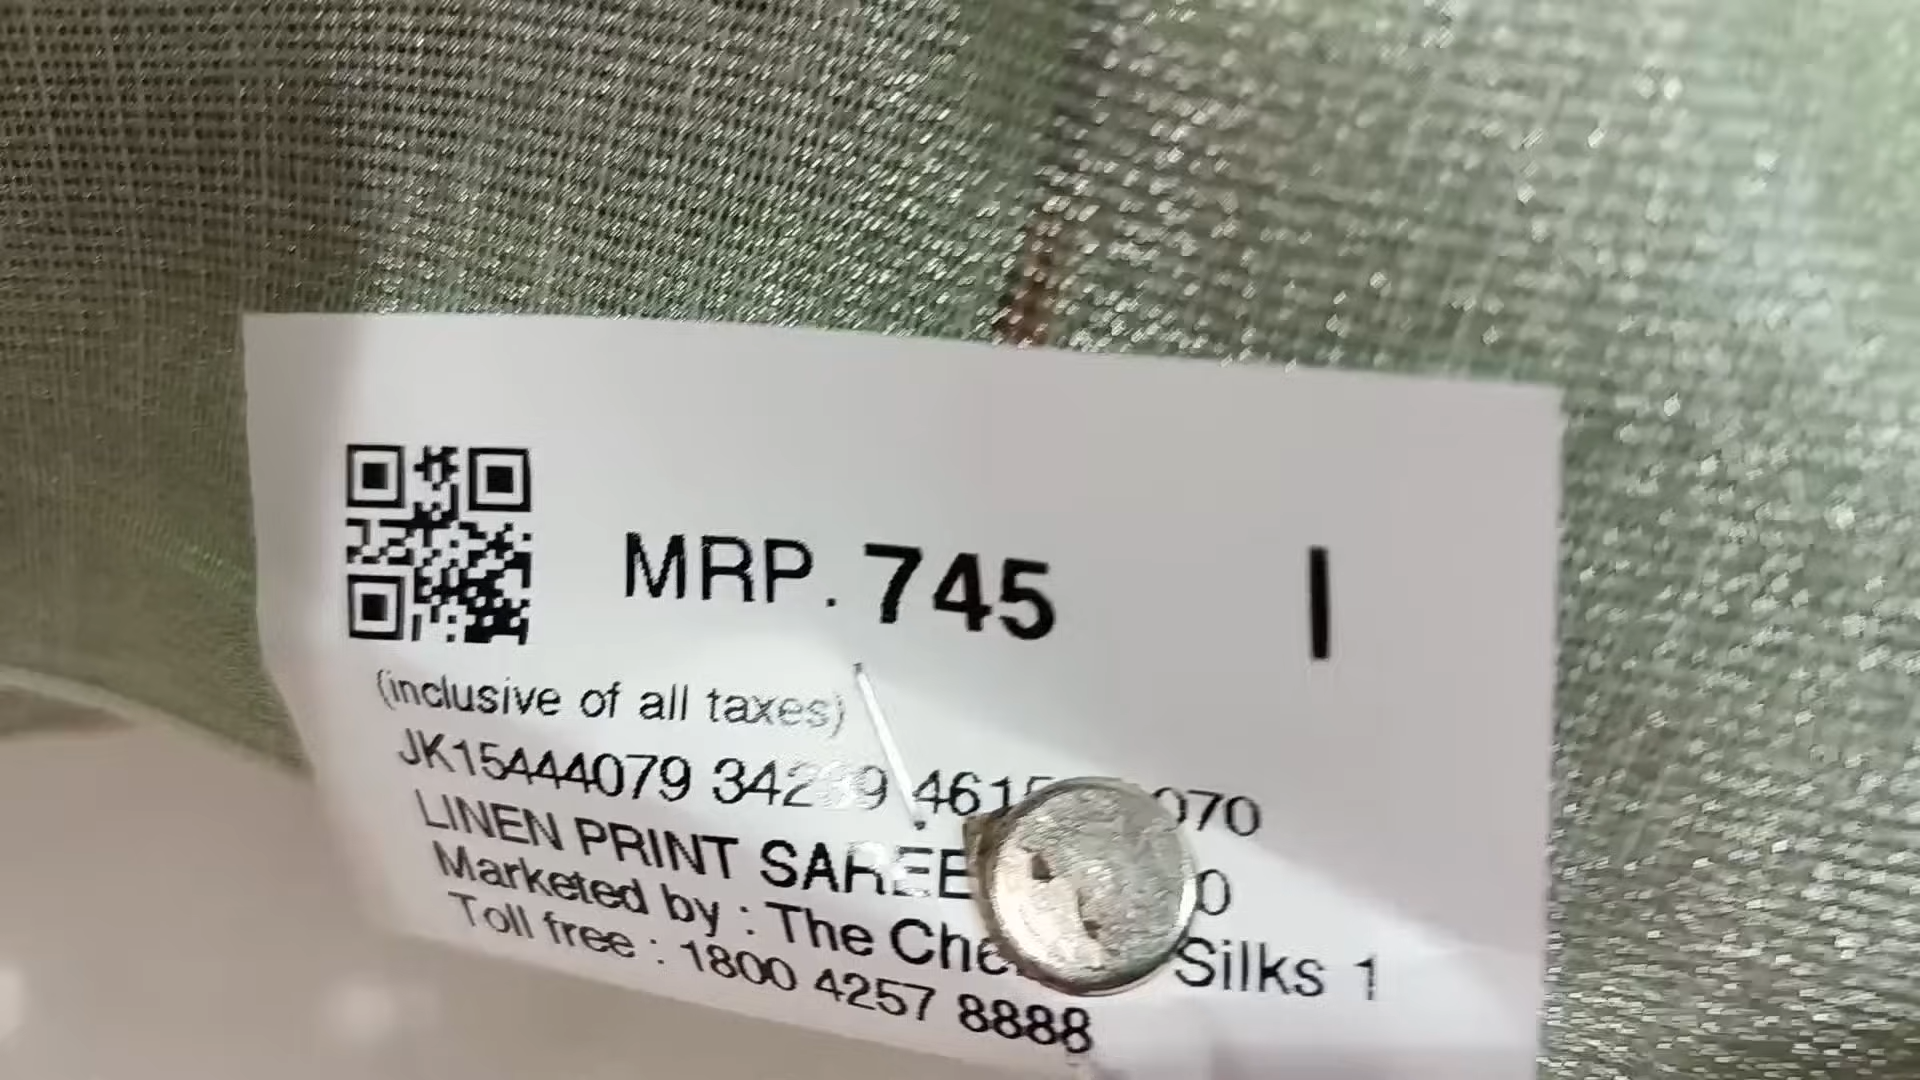 MRP. 745 I
(inclusive of all taxes)
JK15444079
LINEN PRINT SAREE
Marketed by : The Silks 1
Toll free : 1800 4257 8888